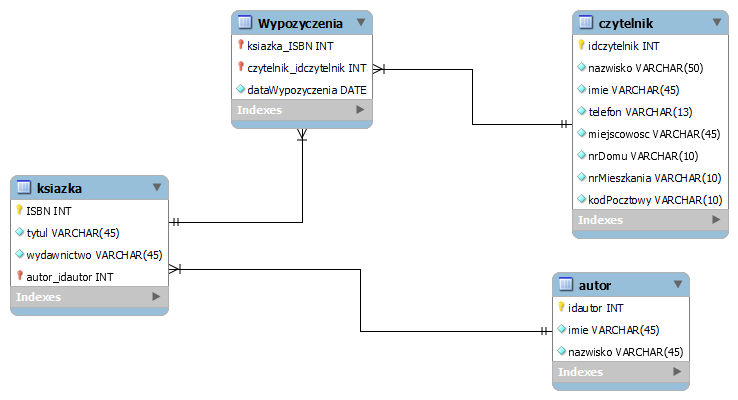 Wypozyczenia
ksiazka_ISBN INT
czytelnik_idczytelnik INT
dataWypozyczenia DATE
Indexes
czytelnik
idczytelnik INT
nazwisko VARCHAR(50)
imie VARCHAR(45)
telefon VARCHAR(13)
miejscowosc VARCHAR(45)
nrDomu VARCHAR(10)
nrMieszkania VARCHAR(10)
kodPocztowy VARCHAR(10)
Indexes
ksiazka
ISBN INT
tytul VARCHAR(45)
wydawnictwo VARCHAR(45)
autor_idautor INT
Indexes
autor
idautor INT
imie VARCHAR(45)
nazwisko VARCHAR(45)
Indexes